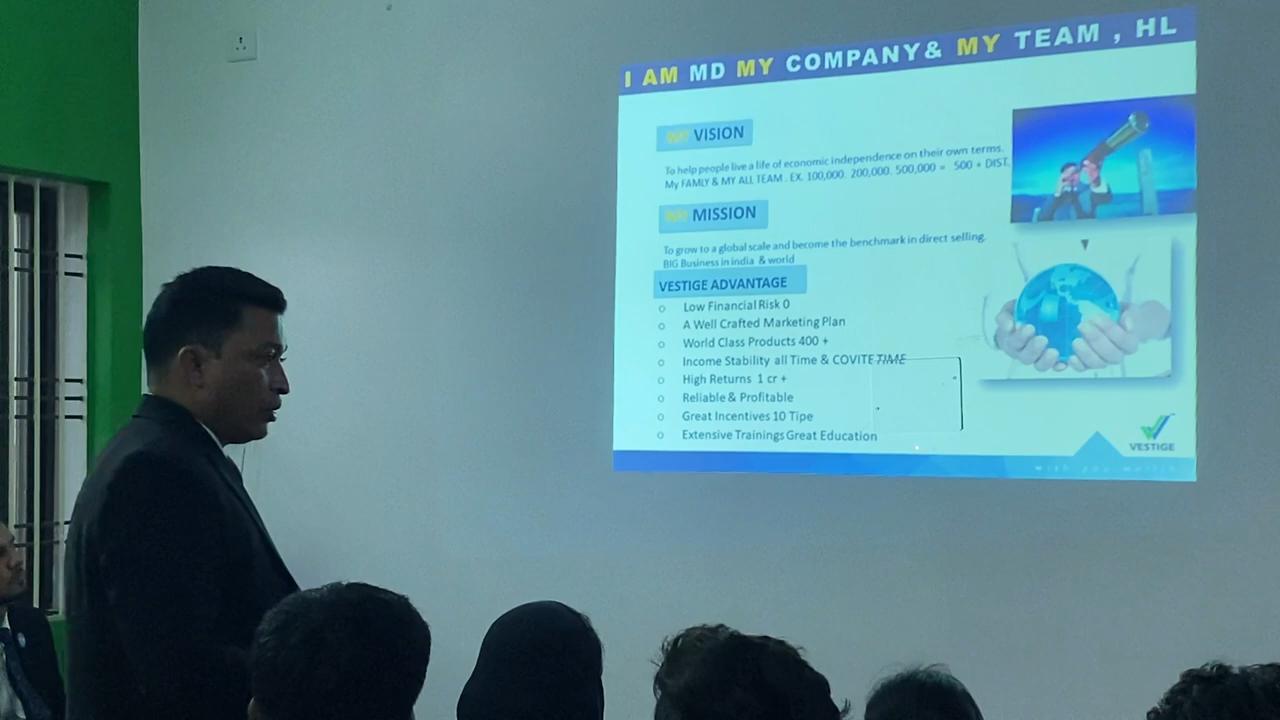 I AM MD MY COMPANY& MY TEAM , HL
MY VISION
To help people live a life of economic independence on their own terms.
My FAMLY & MY ALL TEAM . EX. 100,000. 200,000. 500,000 = 500 + DIST.
MY MISSION
To grow to a global scale and become the benchmark in direct selling.
BIG Business in india & world
VESTIGE ADVANTAGE
o Low Financial Risk 0
o A Well Crafted Marketing Plan
o World Class Products 400 +
o Income Stability all Time & COVITE TIME
o High Returns 1 cr +
o Reliable & Profitable
o Great Incentives 10 Tipe
o Extensive Trainings Great Education
VESTIGE
with you